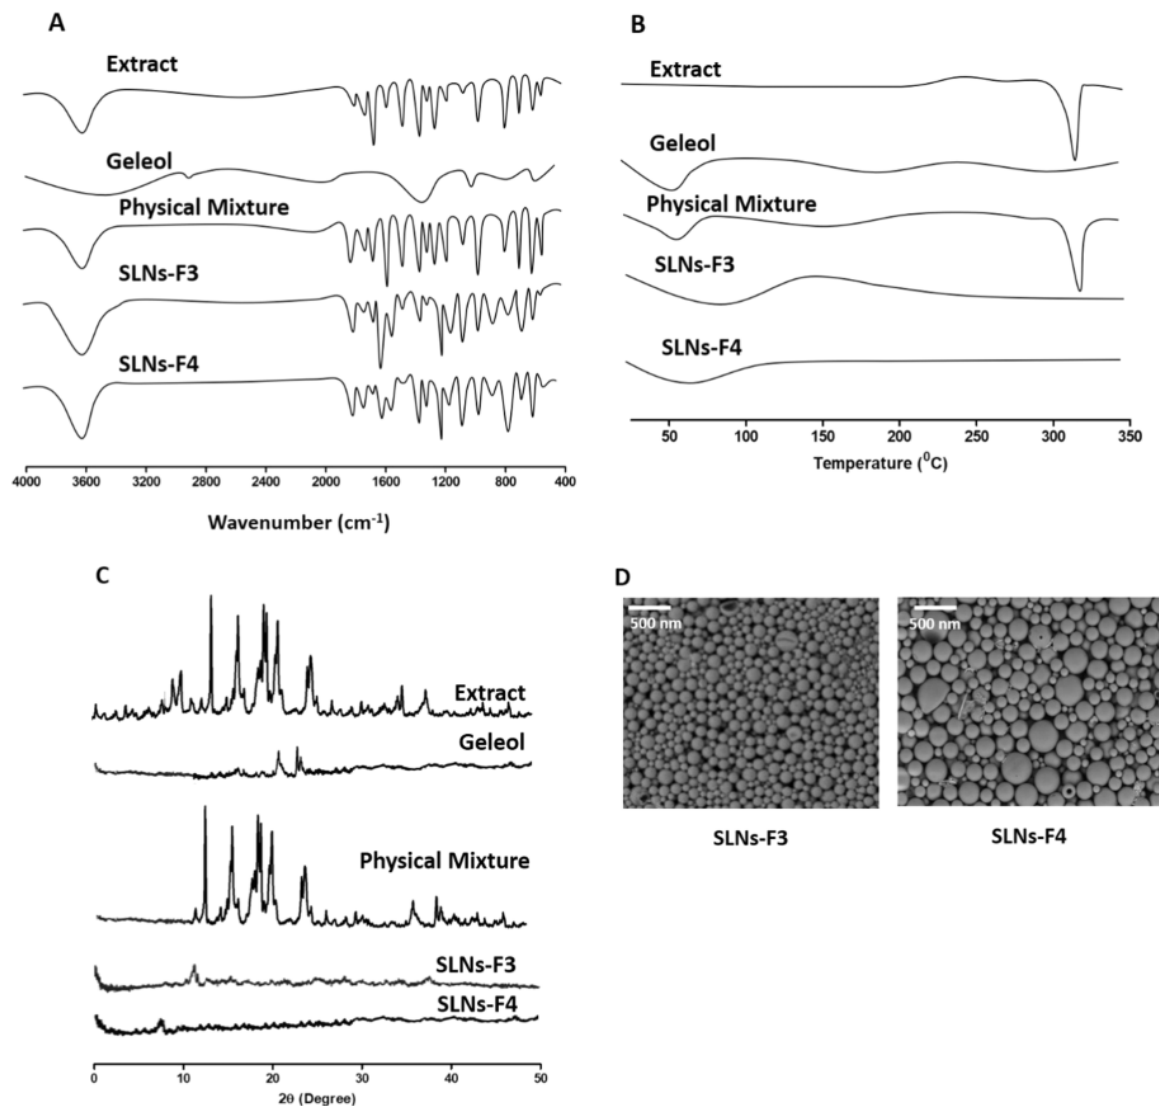 A
Extract
Geleol
Physical Mixture
SLNs-F3
SLNs-F4
4000 3600 3200 2800 2400 2000 1600 1200 800 400
Wavenumber (cm⁻¹)
B
Extract
Geleol
Physical Mixture
SLNs-F3
SLNs-F4
50 100 150 200 250 300 350
Temperature (⁰C)
C
Extract
Geleol
Physical Mixture
SLNs-F3
SLNs-F4
0 10 20 30 40 50
2θ (Degree)
D
500 nm
500 nm
SLNs-F3
SLNs-F4